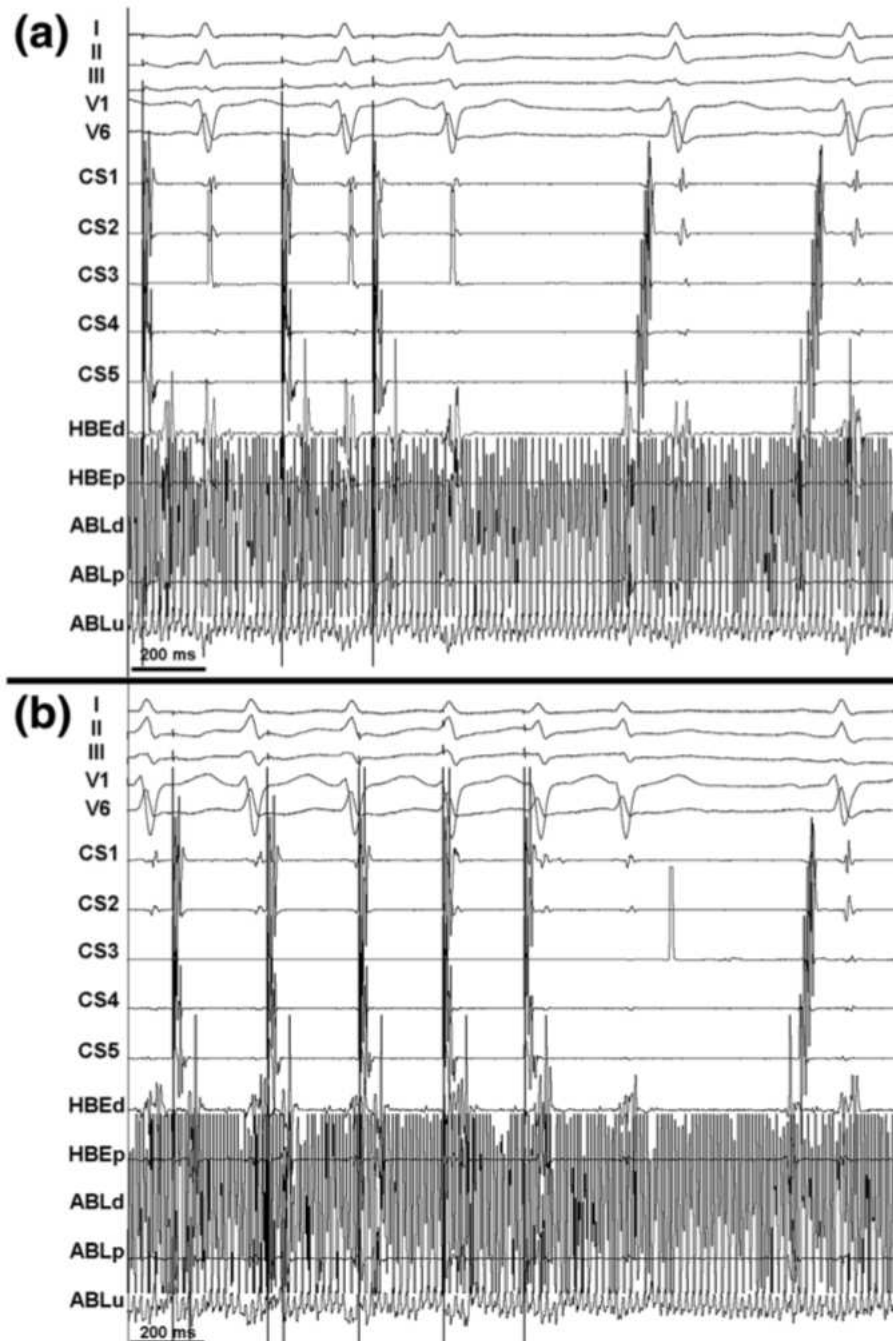 (a)
I
II
III
V1
V6
CS1
CS2
CS3
CS4
CS5
HBEd
HBEp
ABLd
ABLp
ABLu
200 ms
(b)
I
II
III
V1
V6
CS1
CS2
CS3
CS4
CS5
HBEd
HBEp
ABLd
ABLp
ABLu
200 ms